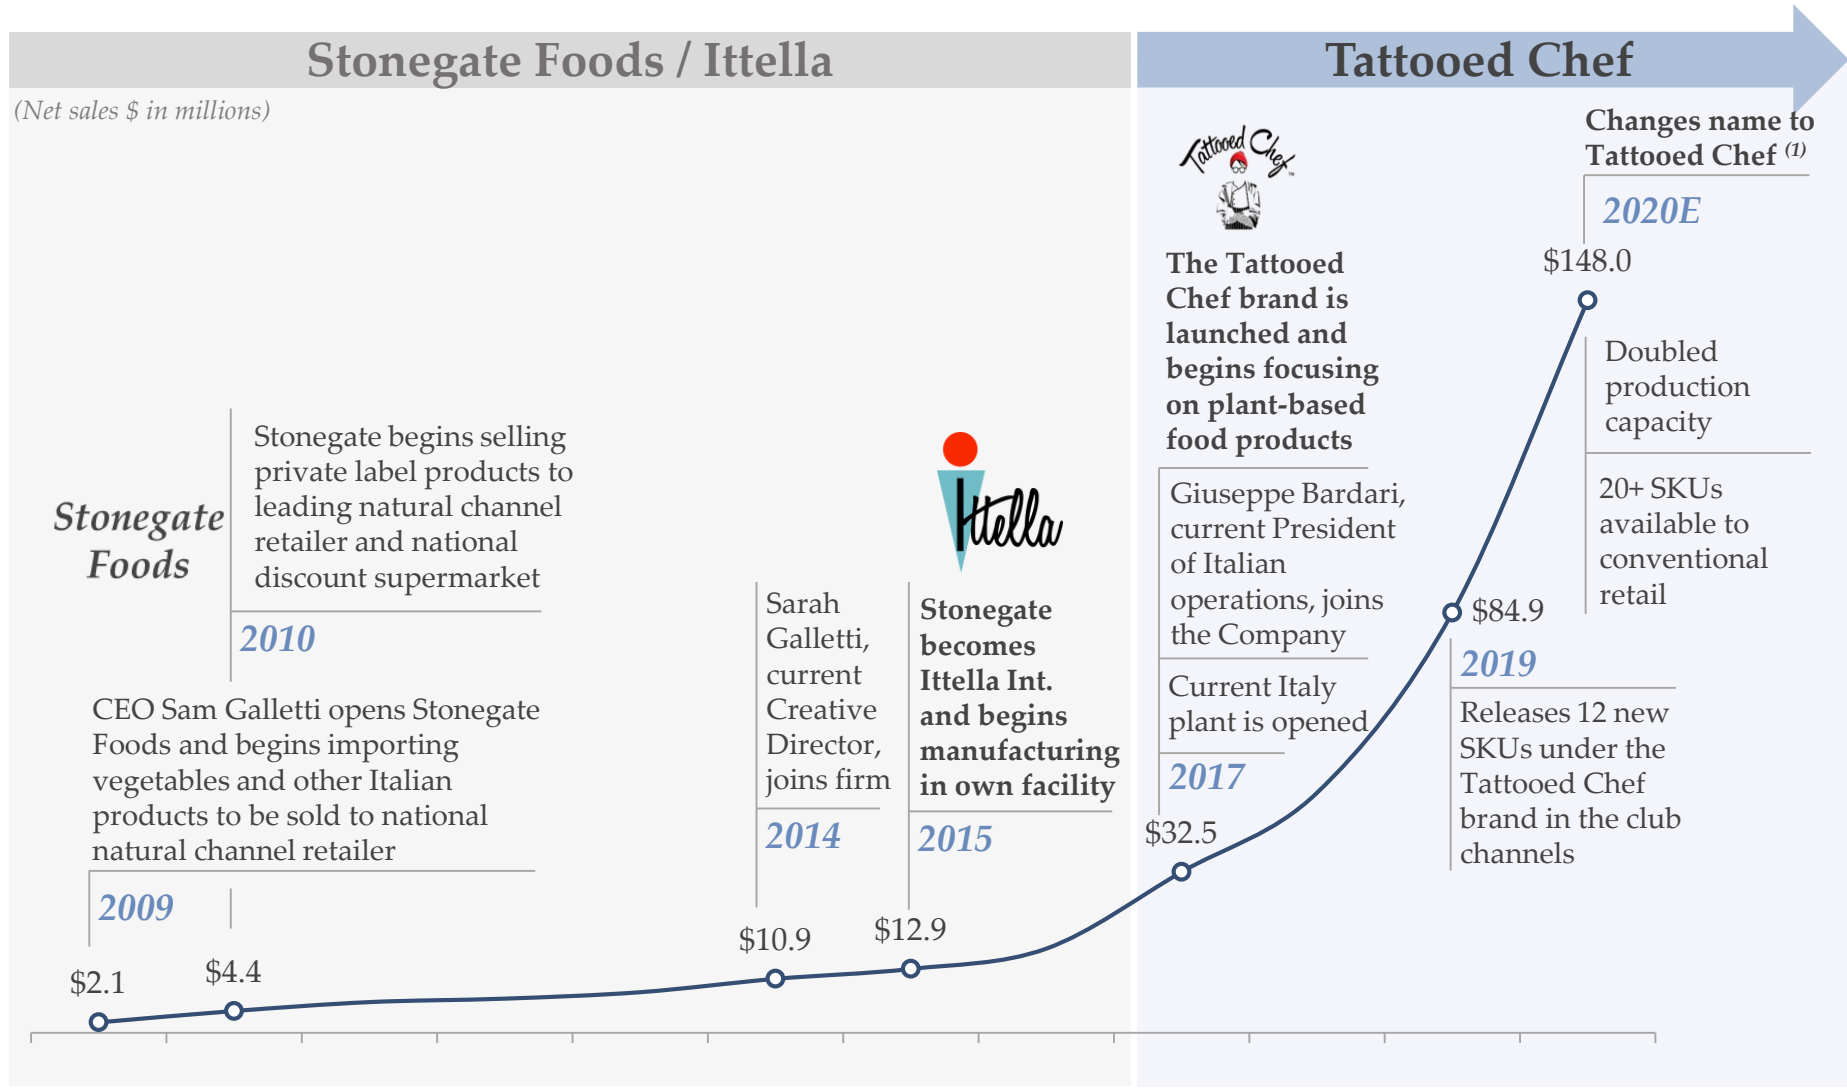 Stonegate Foods / Ittella
Tattooed Chef
(Net sales $ in millions)
Stonegate
Foods
Stonegate begins selling
private label products to
leading natural channel
retailer and national
discount supermarket
2010
CEO Sam Galletti opens Stonegate
Foods and begins importing
vegetables and other Italian
products to be sold to national
natural channel retailer
2009
$2.1
$4.4
Sarah
Galletti,
current
Creative
Director,
joins firm
2014
$10.9
Ittella
Stonegate
becomes
Ittella Int.
and begins
manufacturing
in own facility
2015
$12.9
Tattooed Chef
™
The Tattooed
Chef brand is
launched and
begins focusing
on plant-based
food products
Giuseppe Bardari,
current President
of Italian
operations, joins
the Company
Current Italy
plant is opened
2017
$32.5
$84.9
2019
Releases 12 new
SKUs under the
Tattooed Chef
brand in the club
channels
Changes name to
Tattooed Chef (1)
2020E
$148.0
Doubled
production
capacity
20+ SKUs
available to
conventional
retail